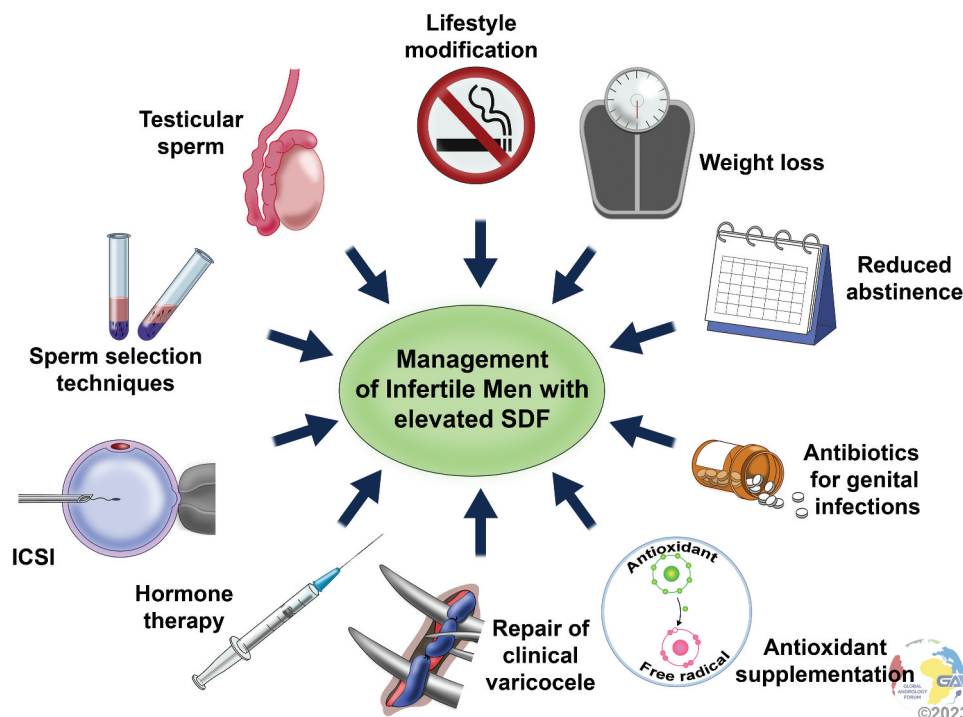 Lifestyle
modification
Testicular
sperm
Weight loss
Reduced
abstinence
Sperm selection
techniques
Management
of Infertile Men with
elevated SDF
Antibiotics
for genital
infections
ICSI
Hormone
therapy
Repair of
clinical
varicocele
Antioxidant
Free radical
Antioxidant
supplementation
GLOBAL
ANDROLOGY
FORUM